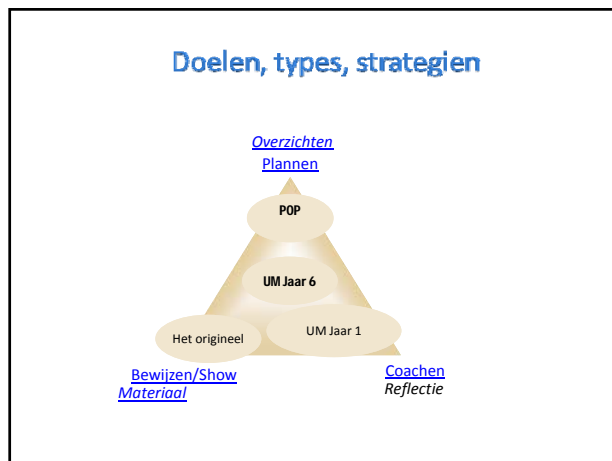 Doelen, types, strategien
Overzichten
Plannen
POP
UM Jaar 6
UM Jaar 1
Het origineel
Bewijzen/Show
Materiaal
Coachen
Reflectie